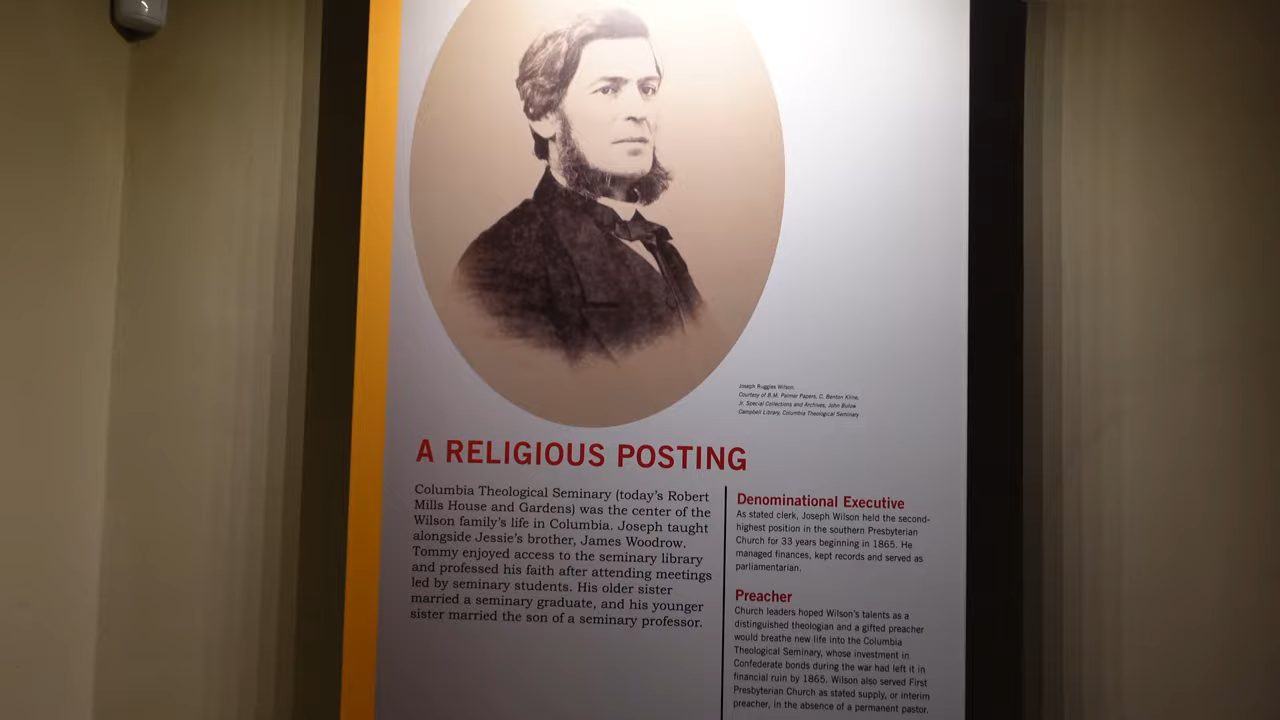 Joseph Ruggles Wilson.
Courtesy of B.M. Palmer Papers, C. Benton Kline,
Jr. Special Collections and Archives, John Bulow
Campbell Library, Columbia Theological Seminary
A RELIGIOUS POSTING
Columbia Theological Seminary (today's Robert
Mills House and Gardens) was the center of the
Wilson family's life in Columbia. Joseph taught
alongside Jessie's brother, James Woodrow.
Tommy enjoyed access to the seminary library
and professed his faith after attending meetings
led by seminary students. His older sister
married a seminary graduate, and his younger
sister married the son of a seminary professor.
Denominational Executive
As stated clerk, Joseph Wilson held the second-
highest position in the southern Presbyterian
Church for 33 years beginning in 1865. He
managed finances, kept records and served as
parliamentarian.
Preacher
Church leaders hoped Wilson's talents as a
distinguished theologian and a gifted preacher
would breathe new life into the Columbia
Theological Seminary, whose investment in
Confederate bonds during the war had left it in
financial ruin by 1865. Wilson also served First
Presbyterian Church as stated supply, or interim
preacher, in the absence of a permanent pastor.